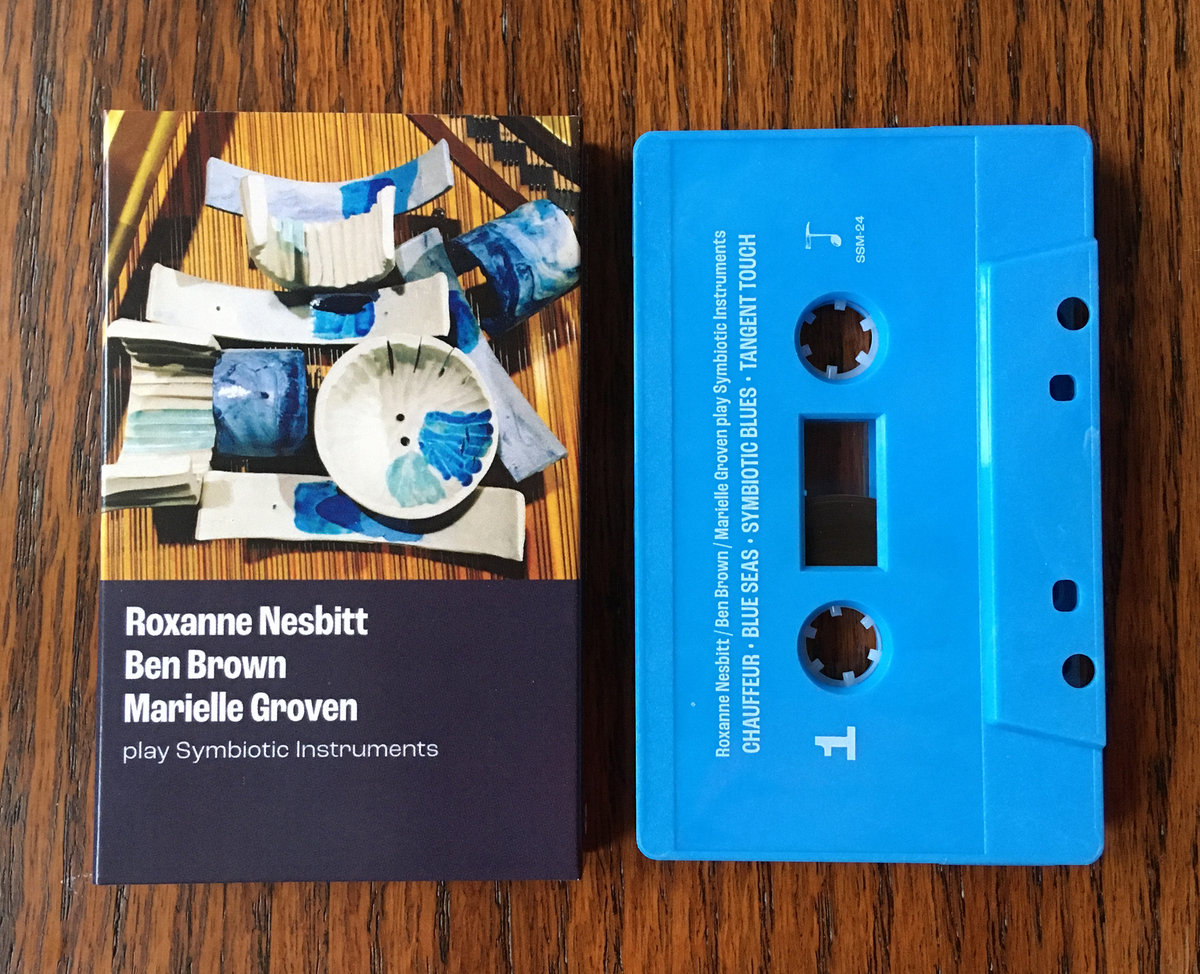 Roxanne Nesbitt
Ben Brown
Marielle Groven
play Symbiotic Instruments
Roxanne Nesbitt / Ben Brown / Marielle Groven play Symbiotic Instruments
CHAUFFEUR • BLUE SEAS • SYMBIOTIC BLUES • TANGENT TOUCH
1
SSM-24